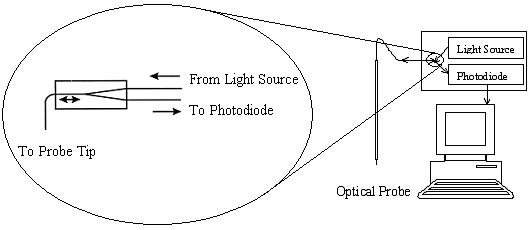 From Light Source
To Photodiode
To Probe Tip
Light Source
Photodiode
Optical Probe